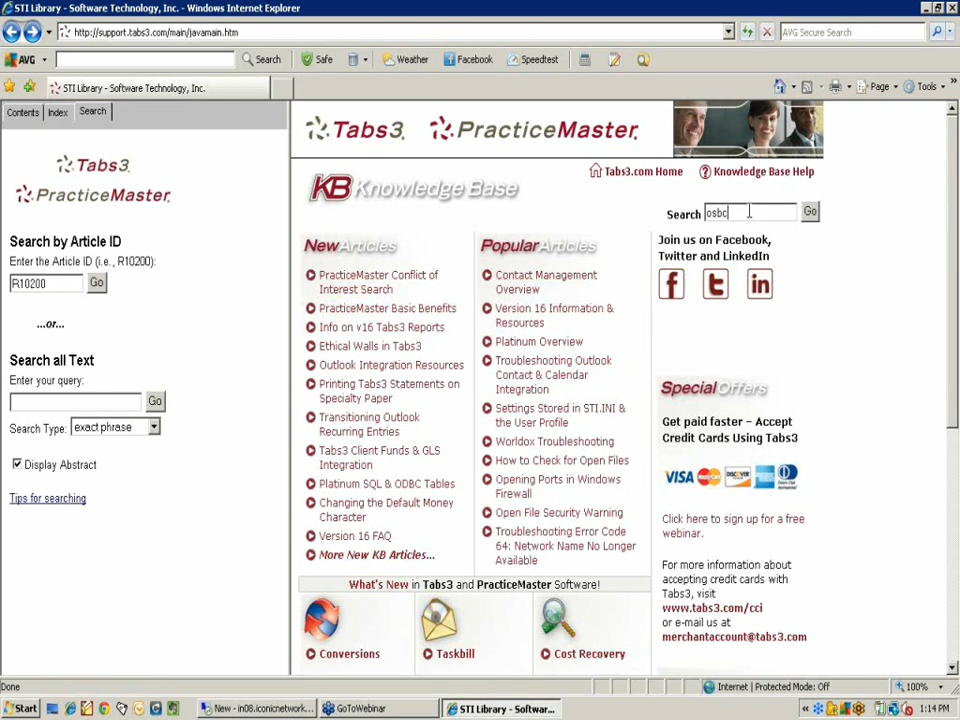 STI Library - Software Technology, Inc. - Windows Internet Explorer
http://support.tabs3.com/main/javamain.htm
AVG Secure Search
AVG
Search
Safe
Weather
Facebook
Speedtest
STI Library - Software Technology, Inc.
Page
Tools
Contents
Index
Search
Tabs3
PracticeMaster
Search by Article ID
Enter the Article ID (i.e., R10200):
R10200
Go
...or...
Search all Text
Enter your query:
Go
Search Type:
exact phrase
Display Abstract
Tips for searching
Tabs3
PracticeMaster
Tabs3.com Home
Knowledge Base Help
KB Knowledge Base
Search
osbc
Go
New Articles
PracticeMaster Conflict of
Interest Search
PracticeMaster Basic Benefits
Info on v16 Tabs3 Reports
Ethical Walls in Tabs3
Outlook Integration Resources
Printing Tabs3 Statements on
Specialty Paper
Transitioning Outlook
Recurring Entries
Tabs3 Client Funds & GLS
Integration
Platinum SQL & ODBC Tables
Changing the Default Money
Character
Version 16 FAQ
More New KB Articles...
Popular Articles
Contact Management
Overview
Version 16 Information &
Resources
Platinum Overview
Troubleshooting Outlook
Contact & Calendar
Integration
Settings Stored in STI.INI &
the User Profile
Worldox Troubleshooting
How to Check for Open Files
Opening Ports in Windows
Firewall
Open File Security Warning
Troubleshooting Error Code
64: Network Name No Longer
Available
Join us on Facebook,
Twitter and LinkedIn
f
t
in
Special Offers
Get paid faster – Accept
Credit Cards Using Tabs3
VISA
Click here to sign up for a free
webinar.
For more information about
accepting credit cards with
Tabs3, visit
www.tabs3.com/cci
or e-mail us at
merchantaccount@tabs3.com
What's New in Tabs3 and PracticeMaster Software!
Conversions
Taskbill
Cost Recovery
Done
Internet | Protected Mode: Off
100%
Start
New - in08.iconicnetwork...
GoToWebinar
STI Library - Softwar...
1:14 PM